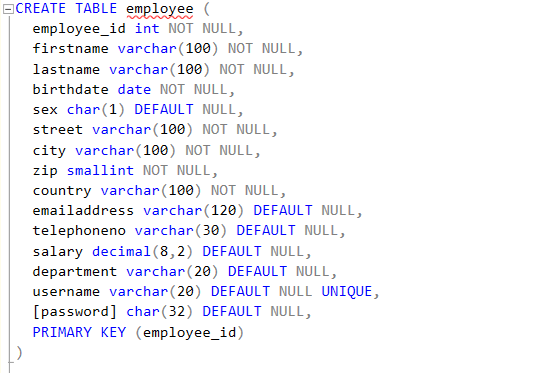 CREATE TABLE employee (
employee_id int NOT NULL,
firstname varchar(100) NOT NULL,
lastname varchar(100) NOT NULL,
birthdate date NOT NULL,
sex char(1) DEFAULT NULL,
street varchar(100) NOT NULL,
city varchar(100) NOT NULL,
zip smallint NOT NULL,
country varchar(100) NOT NULL,
emailaddress varchar(120) DEFAULT NULL,
telephoneno varchar(30) DEFAULT NULL,
salary decimal(8,2) DEFAULT NULL,
department varchar(20) DEFAULT NULL,
username varchar(20) DEFAULT NULL UNIQUE,
[password] char(32) DEFAULT NULL,
PRIMARY KEY (employee_id)
)